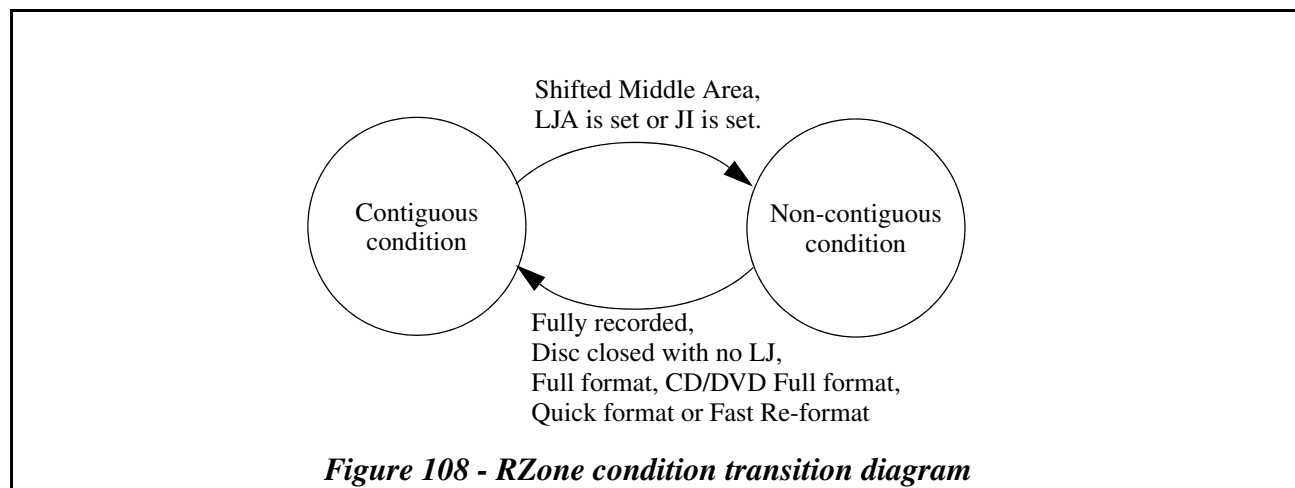 Shifted Middle Area,
LJA is set or JI is set.
Contiguous
condition
Non-contiguous
condition
Fully recorded,
Disc closed with no LJ,
Full format, CD/DVD Full format,
Quick format or Fast Re-format
Figure 108 - RZone condition transition diagram